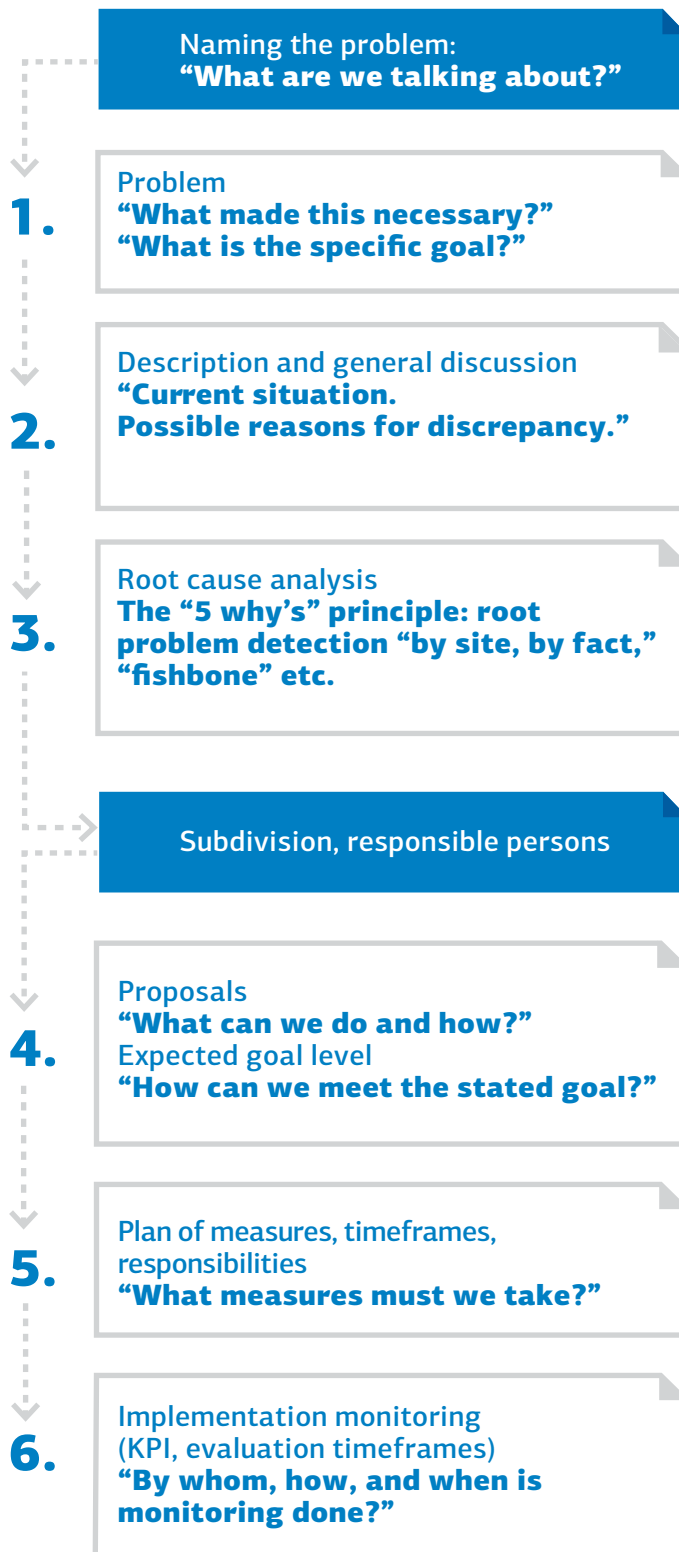 Naming the problem:
“What are we talking about?”
1.
Problem
“What made this necessary?”
“What is the specific goal?”
2.
Description and general discussion
“Current situation.
Possible reasons for discrepancy.”
3.
Root cause analysis
The “5 why’s” principle: root
problem detection “by site, by fact,”
“fishbone” etc.
Subdivision, responsible persons
4.
Proposals
“What can we do and how?”
Expected goal level
“How can we meet the stated goal?”
5.
Plan of measures, timeframes,
responsibilities
“What measures must we take?”
6.
Implementation monitoring
(KPI, evaluation timeframes)
“By whom, how, and when is
monitoring done?”